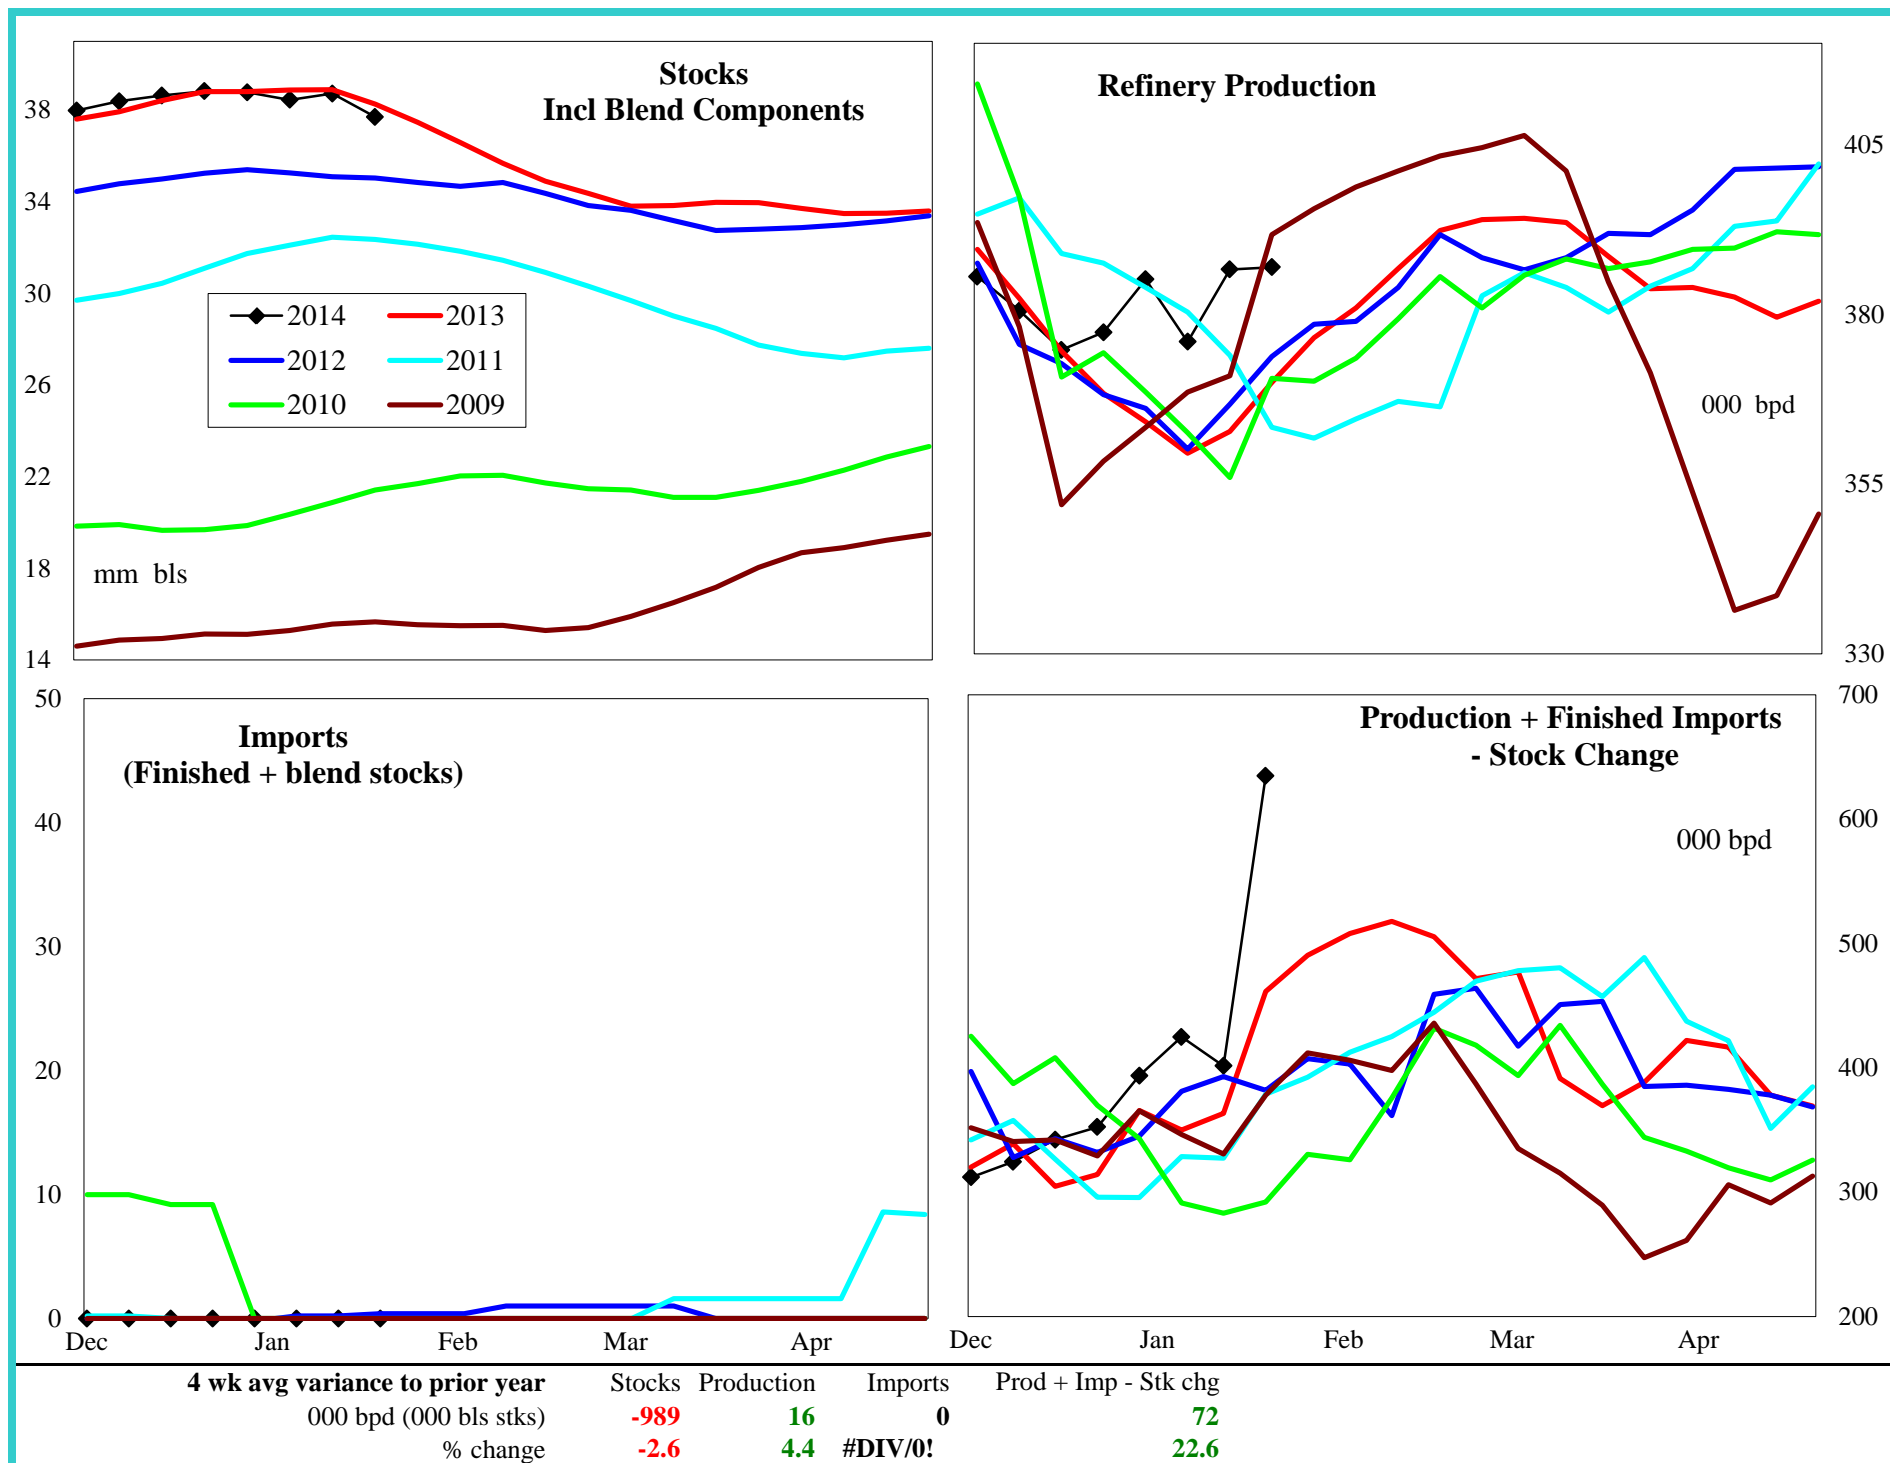 Stocks
Incl Blend Components
38
34
30
26
22
18
14
mm bls
2014
2013
2012
2011
2010
2009
Refinery Production
405
380
355
330
000 bpd
Imports
(Finished + blend stocks)
50
40
30
20
10
0
Dec
Jan
Feb
Mar
Apr
Production + Finished Imports
- Stock Change
700
600
500
400
300
200
000 bpd
Dec
Jan
Feb
Mar
Apr
4 wk avg variance to prior year Stocks Production Imports Prod + Imp - Stk chg
000 bpd (000 bls stks) -989 16 0 72
% change -2.6 4.4 #DIV/0! 22.6